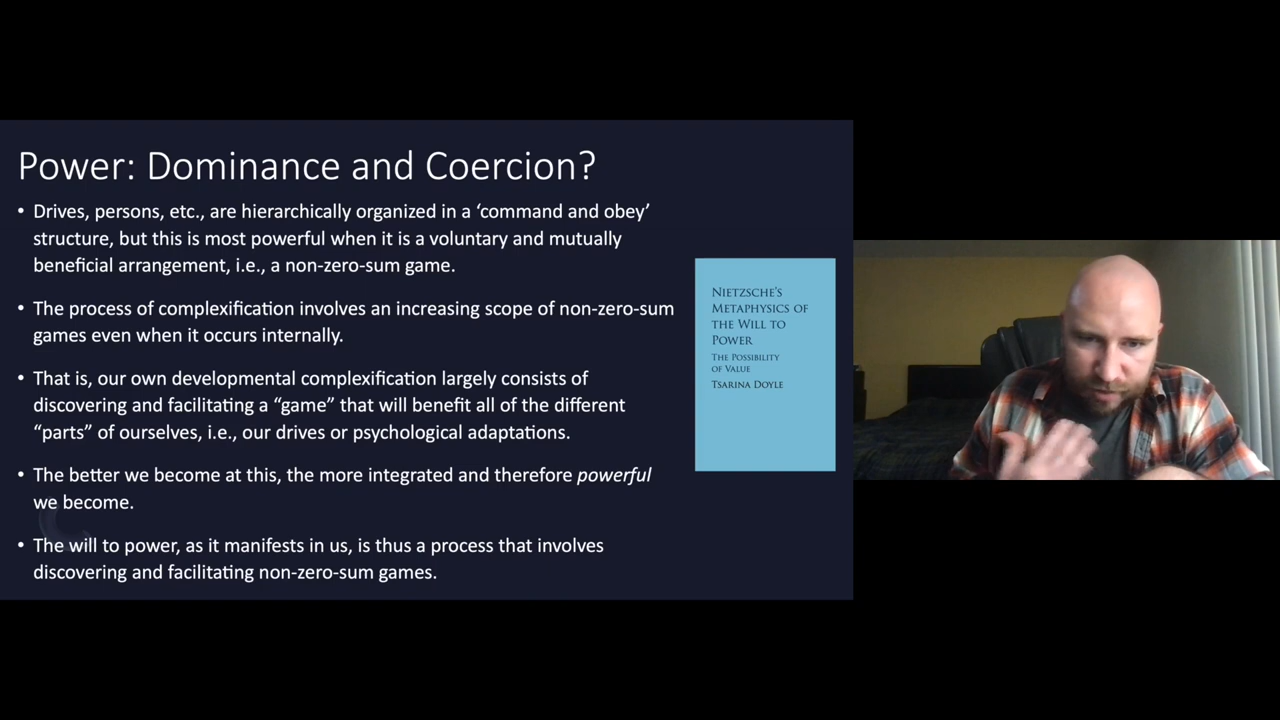 Power: Dominance and Coercion?
• Drives, persons, etc., are hierarchically organized in a ‘command and obey’
structure, but this is most powerful when it is a voluntary and mutually
beneficial arrangement, i.e., a non-zero-sum game.
• The process of complexification involves an increasing scope of non-zero-sum
games even when it occurs internally.
• That is, our own developmental complexification largely consists of
discovering and facilitating a “game” that will benefit all of the different
“parts” of ourselves, i.e., our drives or psychological adaptations.
• The better we become at this, the more integrated and therefore powerful
we become.
• The will to power, as it manifests in us, is thus a process that involves
discovering and facilitating non-zero-sum games.
NIETZSCHE'S
METAPHYSICS OF
THE WILL TO
POWER
THE POSSIBILITY
OF VALUE
TSARINA DOYLE